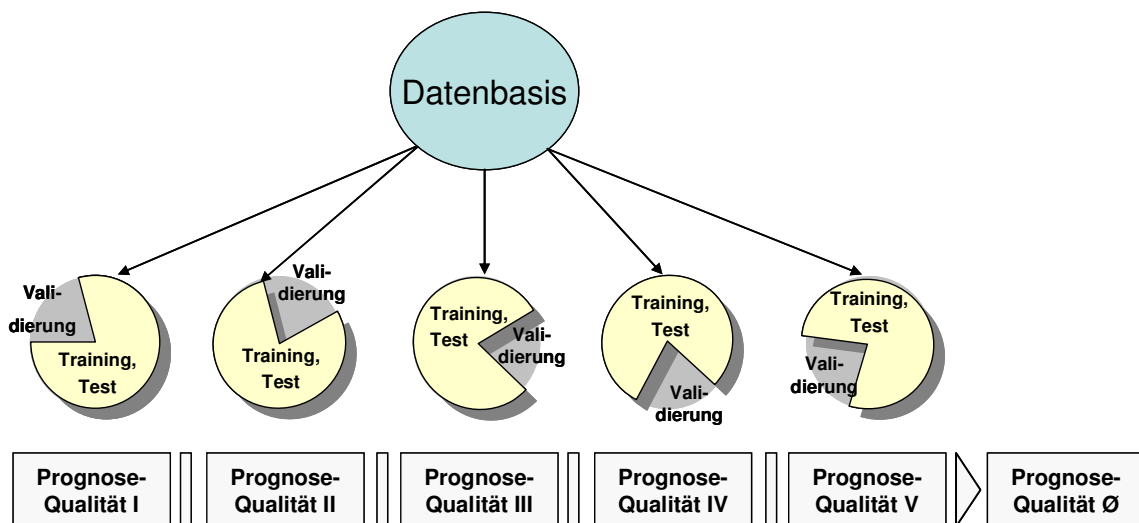 Datenbasis
Vali-
dierung
Training,
Test
Vali-
dierung
Training,
Test
Training,
Test
Vali-
dierung
Training,
Test
Vali-
dierung
Training,
Test
Vali-
dierung
Prognose-
Qualität I
Prognose-
Qualität II
Prognose-
Qualität III
Prognose-
Qualität IV
Prognose-
Qualität V
Prognose-
Qualität Ø